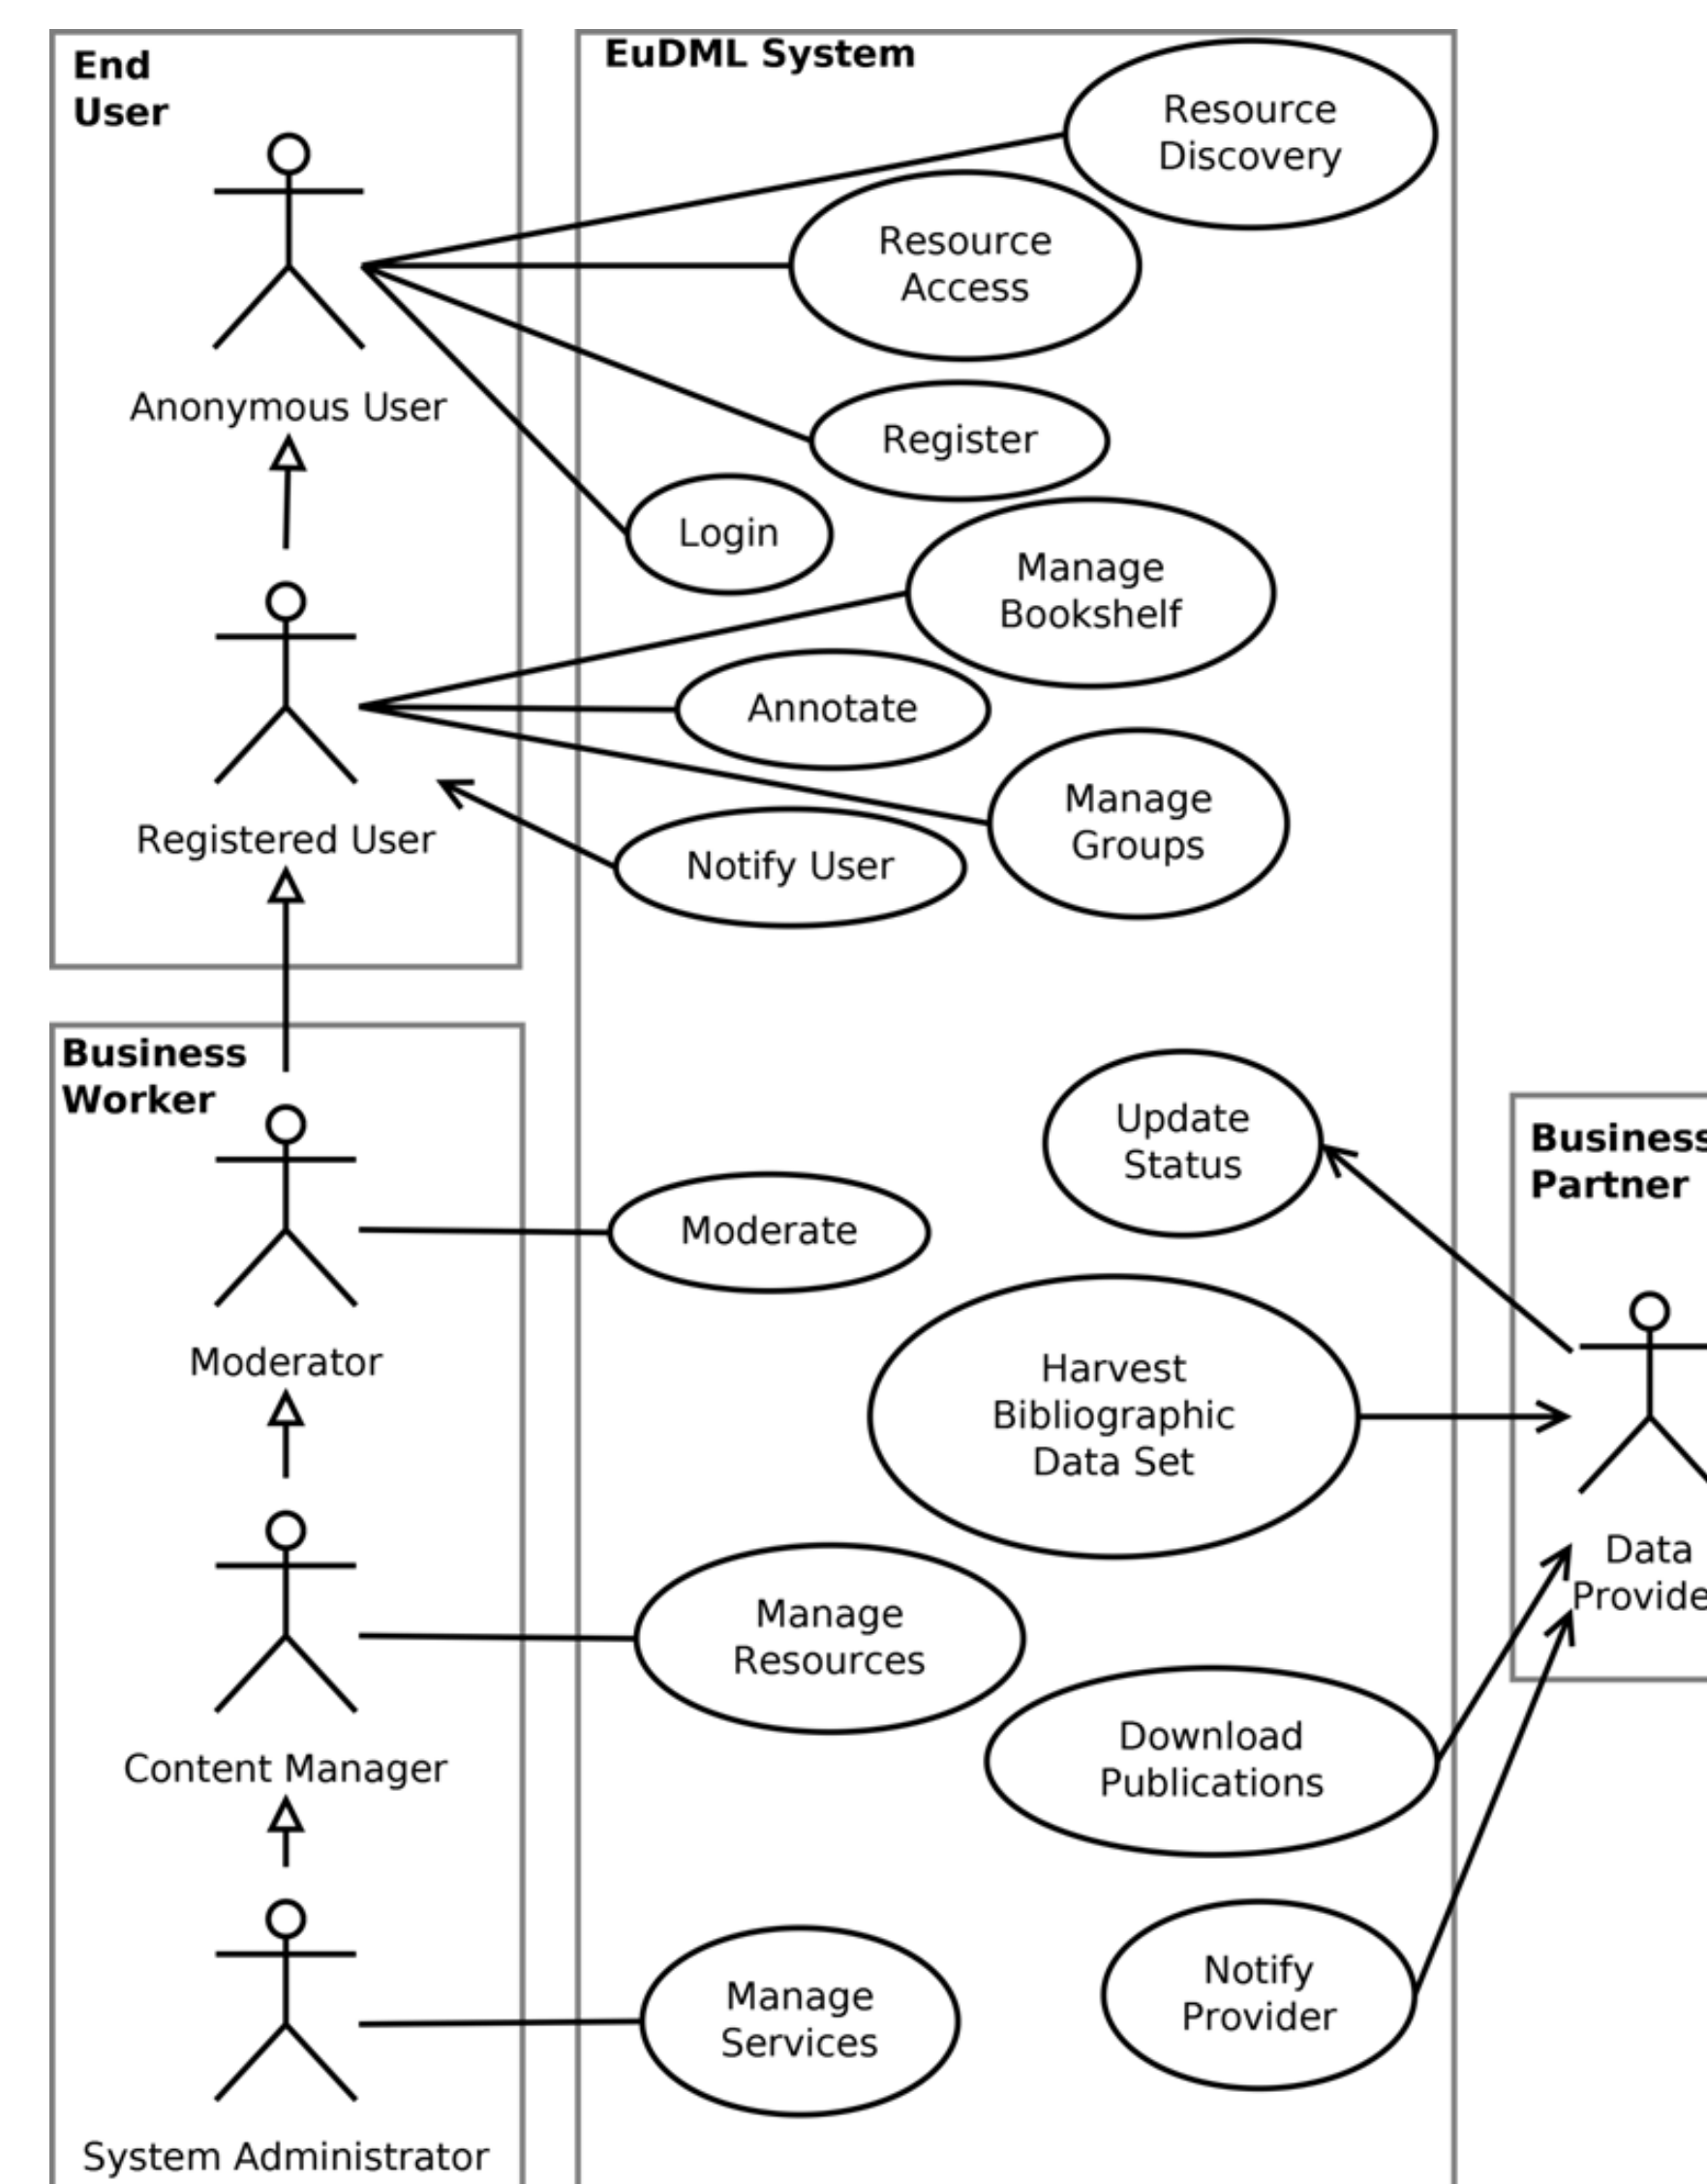 End
User
EuDML System
Resource
Discovery
Resource
Access
Anonymous User
Register
Login
Manage
Bookshelf
Annotate
Manage
Groups
Registered User
Notify User
Business
Worker
Update
Status
Business
Partner
Moderate
Moderator
Harvest
Bibliographic
Data Set
Data
Provide
Manage
Resources
Download
Publications
Content Manager
Notify
Provider
Manage
Services
System Administrator